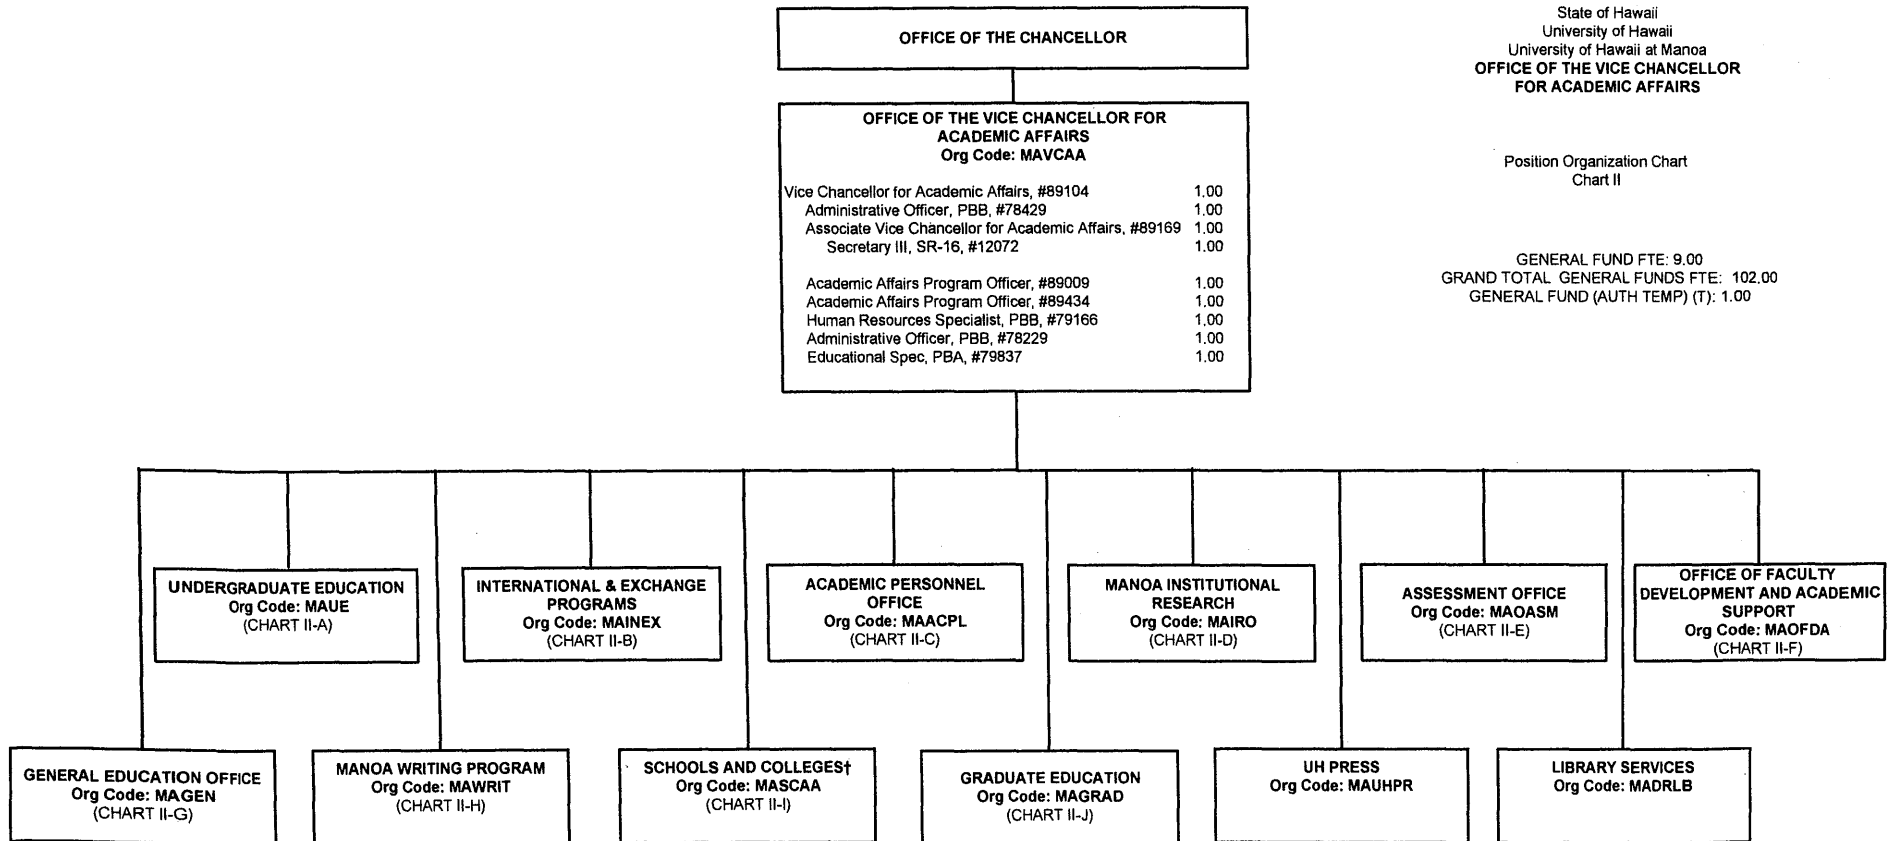 OFFICE OF THE CHANCELLOR
State of Hawaii
University of Hawaii
University of Hawaii at Manoa
OFFICE OF THE VICE CHANCELLOR
FOR ACADEMIC AFFAIRS
Position Organization Chart
Chart II
GENERAL FUND FTE: 9.00
GRAND TOTAL GENERAL FUNDS FTE: 102.00
GENERAL FUND (AUTH TEMP) (T): 1.00
OFFICE OF THE VICE CHANCELLOR FOR
ACADEMIC AFFAIRS
Org Code: MAVCAA
Vice Chancellor for Academic Affairs, #89104 1.00
Administrative Officer, PBB, #78429 1.00
Associate Vice Chancellor for Academic Affairs, #89169 1.00
Secretary III, SR-16, #12072 1.00
Academic Affairs Program Officer, #89009 1.00
Academic Affairs Program Officer, #89434 1.00
Human Resources Specialist, PBB, #79166 1.00
Administrative Officer, PBB, #78229 1.00
Educational Spec, PBA, #79837 1.00
UNDERGRADUATE EDUCATION
Org Code: MAUE
(CHART II-A)
INTERNATIONAL & EXCHANGE
PROGRAMS
Org Code: MAINEX
(CHART II-B)
ACADEMIC PERSONNEL
OFFICE
Org Code: MAACPL
(CHART II-C)
MANOA INSTITUTIONAL
RESEARCH
Org Code: MAIRO
(CHART II-D)
ASSESSMENT OFFICE
Org Code: MAOASM
(CHART II-E)
OFFICE OF FACULTY
DEVELOPMENT AND ACADEMIC
SUPPORT
Org Code: MAOFDA
(CHART II-F)
GENERAL EDUCATION OFFICE
Org Code: MAGEN
(CHART II-G)
MANOA WRITING PROGRAM
Org Code: MAWRIT
(CHART II-H)
SCHOOLS AND COLLEGES†
Org Code: MASCAA
(CHART II-I)
GRADUATE EDUCATION
Org Code: MAGRAD
(CHART II-J)
UH PRESS
Org Code: MAUHPR
LIBRARY SERVICES
Org Code: MADRLB